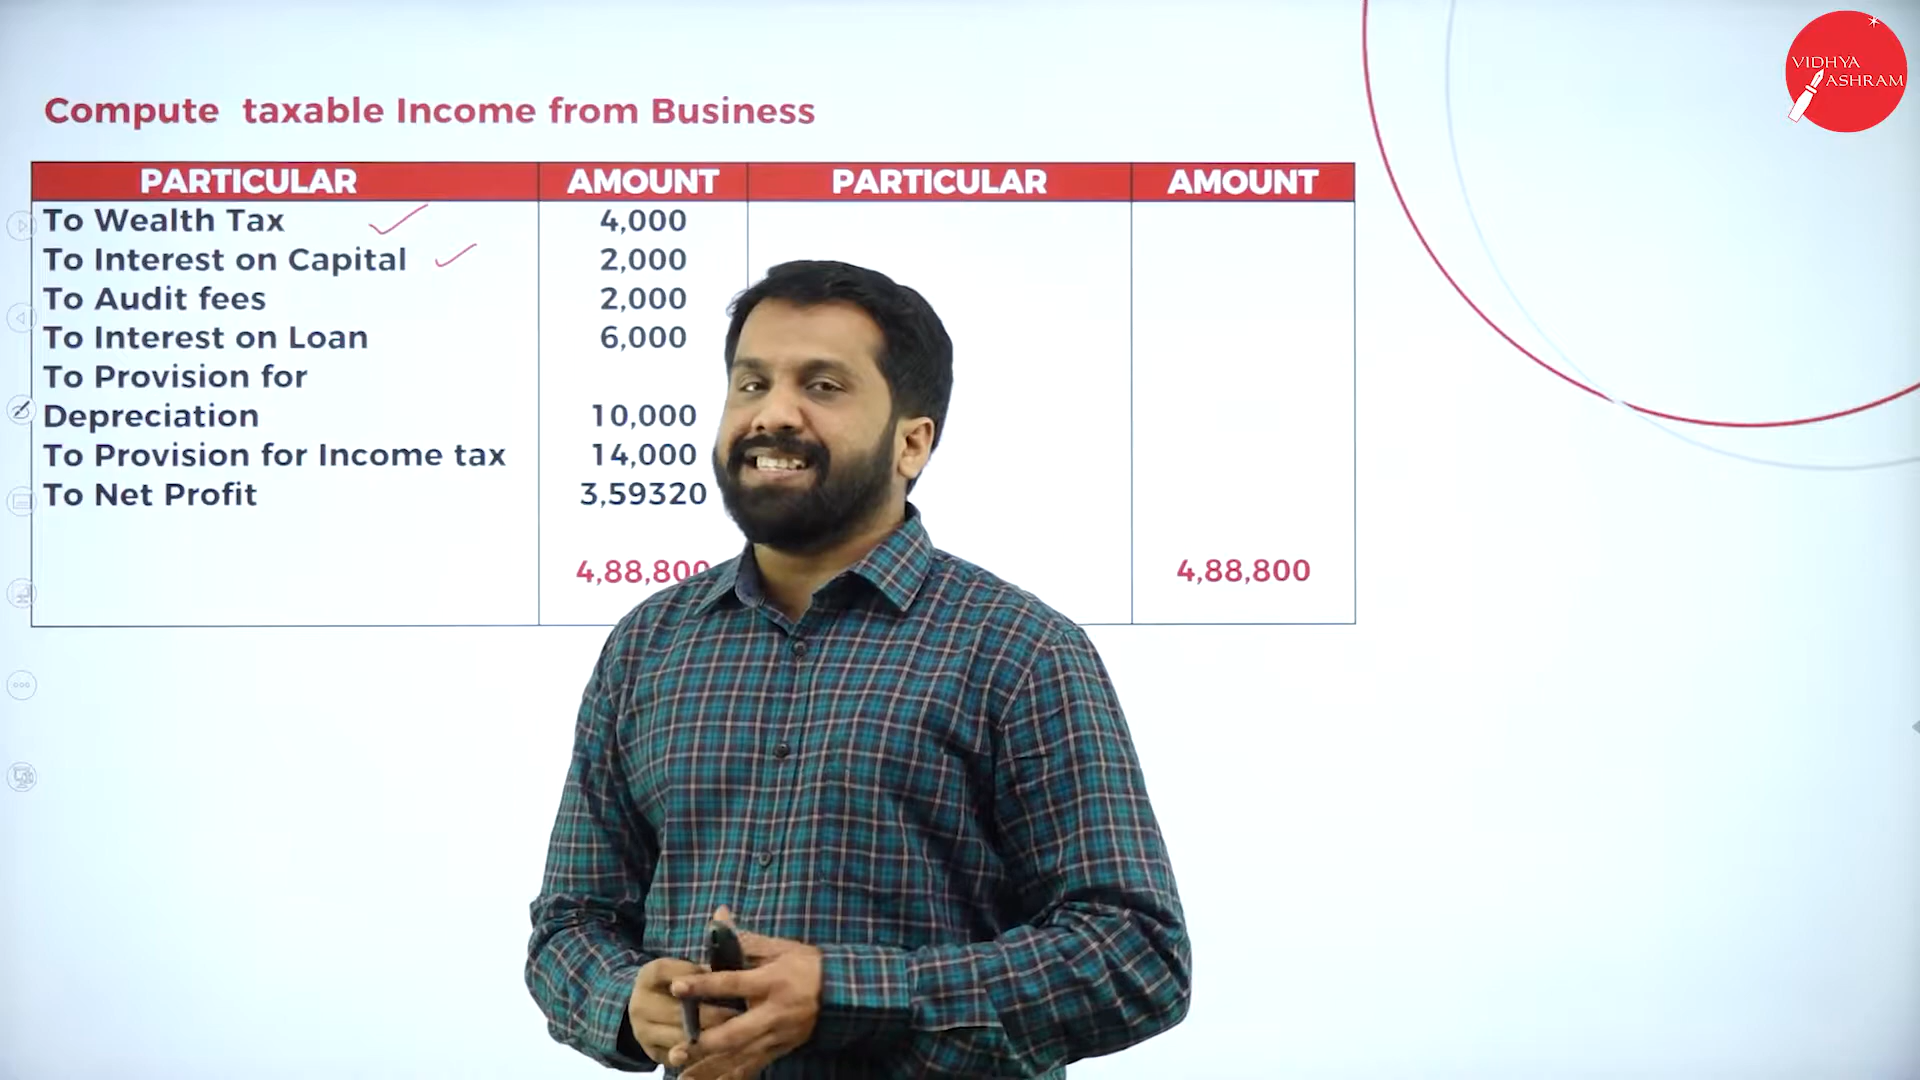 VIDHYA
ASHRAM
Compute taxable Income from Business
PARTICULAR AMOUNT PARTICULAR AMOUNT
To Wealth Tax 4,000
To Interest on Capital 2,000
To Audit fees 2,000
To Interest on Loan 6,000
To Provision for
Depreciation 10,000
To Provision for Income tax 14,000
To Net Profit 3,59320
4,88,800 4,88,800